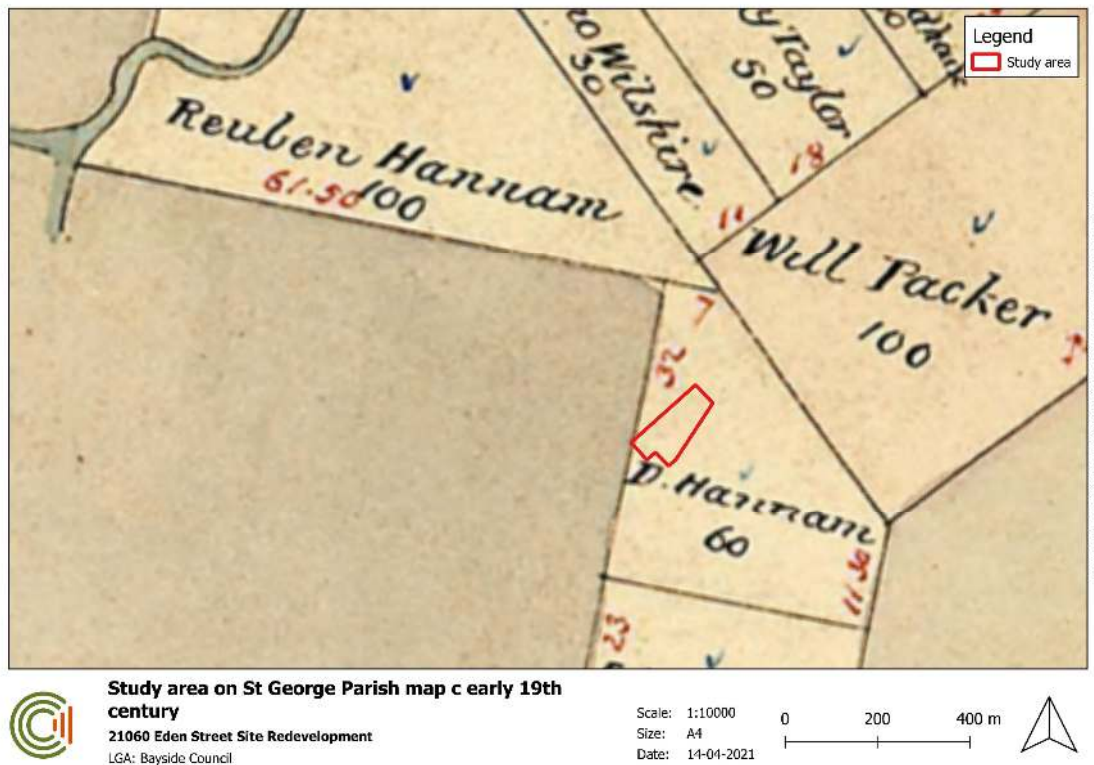 Legend
Study area
Reuben Hannam
61.50
100
Wilshire.
50
y Taylor
50
18
11
Will Packer
100
7
32
D. Hannam
60
11 30
23
Study area on St George Parish map c early 19th
century
21060 Eden Street Site Redevelopment
LGA: Bayside Council
Scale: 1:10000
Size: A4
Date: 14-04-2021
0 200 400 m